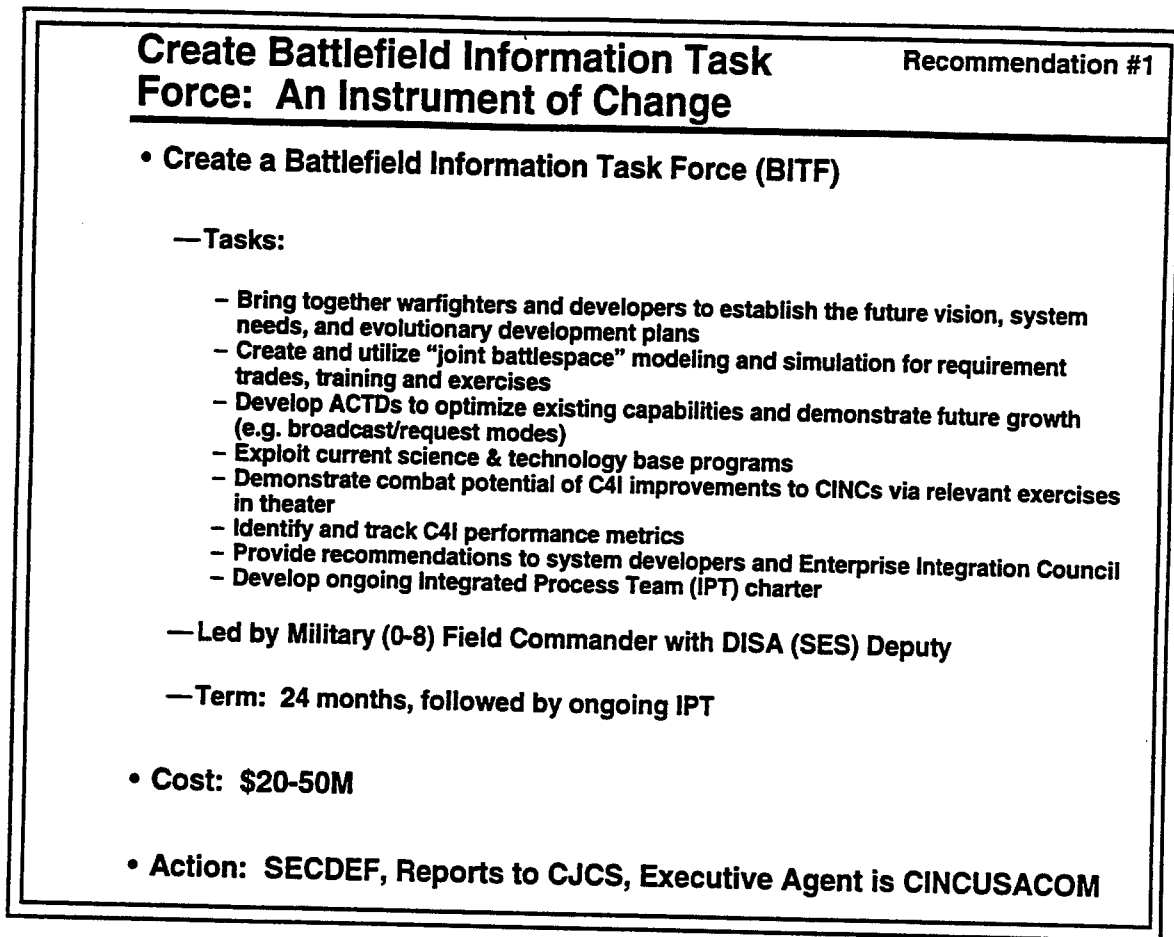 Create Battlefield Information Task
Recommendation #1
Force: An Instrument of Change
• Create a Battlefield Information Task Force (BITF)
—Tasks:
– Bring together warfighters and developers to establish the future vision, system
needs, and evolutionary development plans
– Create and utilize “joint battlespace” modeling and simulation for requirement
trades, training and exercises
– Develop ACTDs to optimize existing capabilities and demonstrate future growth
(e.g. broadcast/request modes)
– Exploit current science & technology base programs
– Demonstrate combat potential of C4I improvements to CINCs via relevant exercises
in theater
– Identify and track C4I performance metrics
– Provide recommendations to system developers and Enterprise Integration Council
– Develop ongoing Integrated Process Team (IPT) charter
—Led by Military (0-8) Field Commander with DISA (SES) Deputy
—Term: 24 months, followed by ongoing IPT
• Cost: $20-50M
• Action: SECDEF, Reports to CJCS, Executive Agent is CINCUSACOM